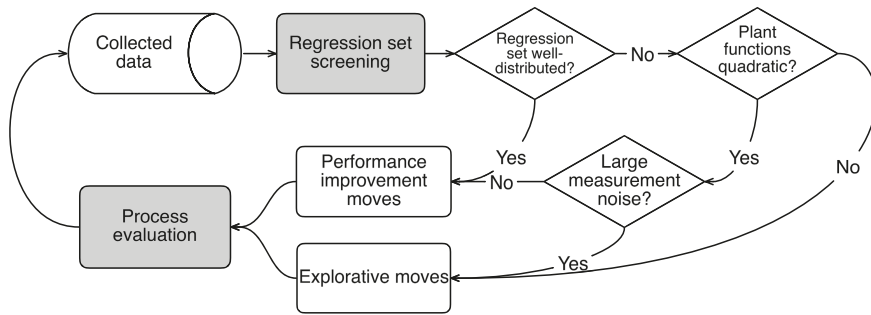 Collected
data
Regression set
screening
Regression
set well-
distributed?
No
Plant
functions
quadratic?
Yes
Yes
No
Performance
improvement
moves
No
Large
measurement
noise?
Process
evaluation
Explorative moves
Yes